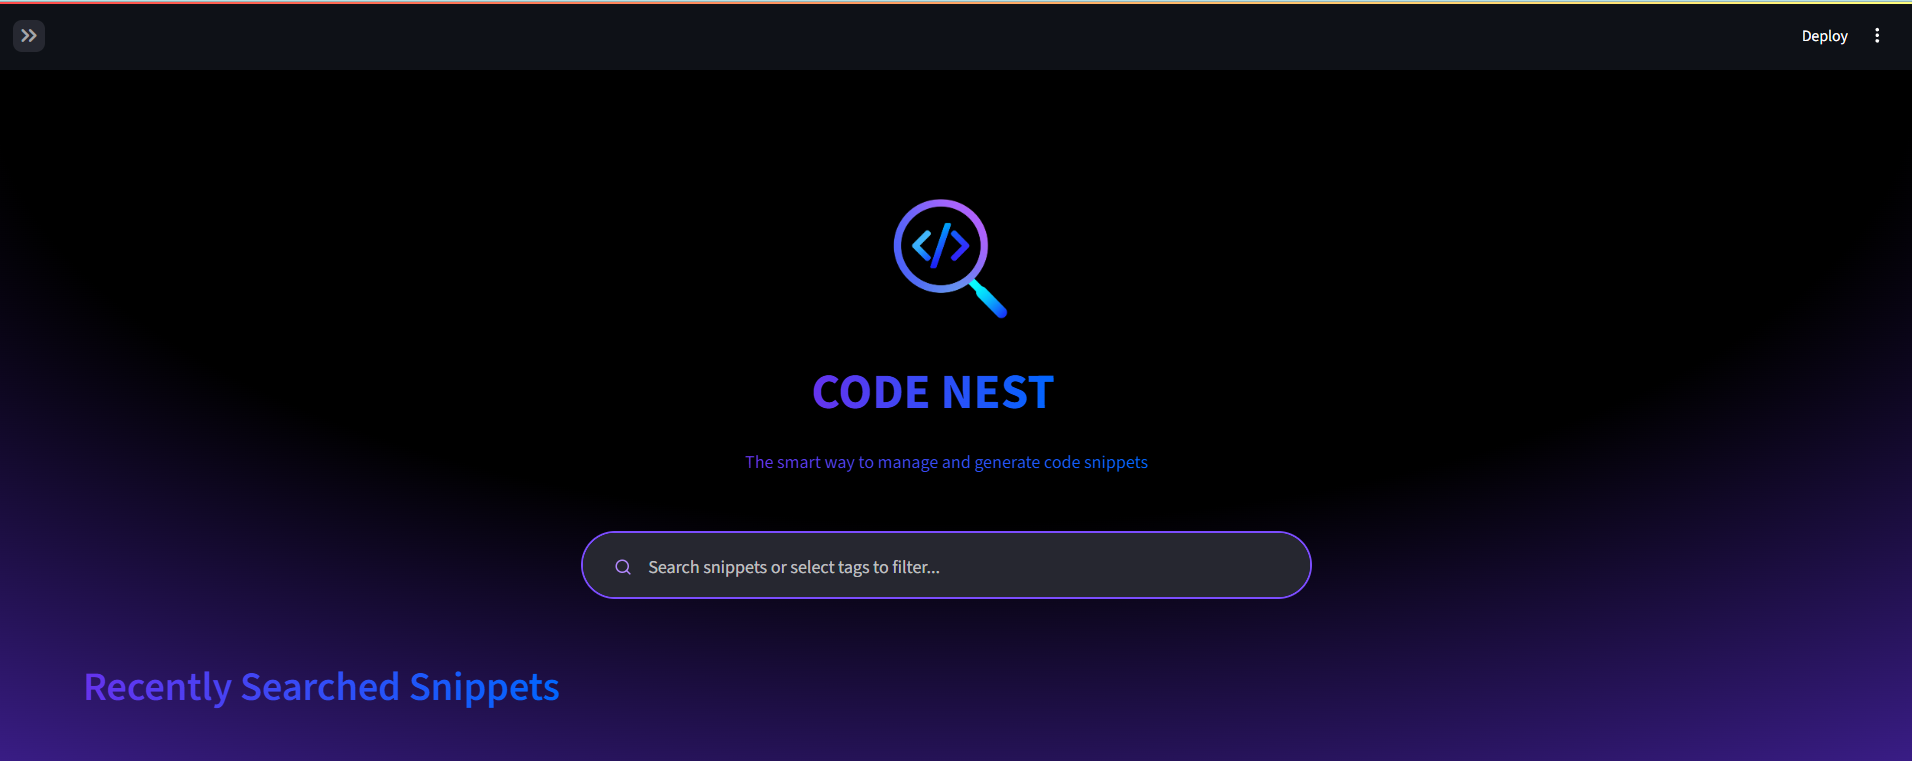 Deploy
</>
CODE NEST
The smart way to manage and generate code snippets
Search snippets or select tags to filter...
Recently Searched Snippets